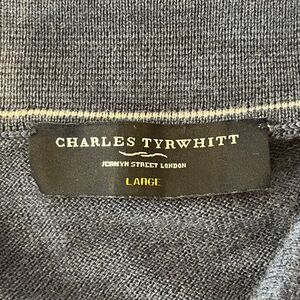 CHARLES TYRWHITT
JERMYN STREET LONDON
LARGE